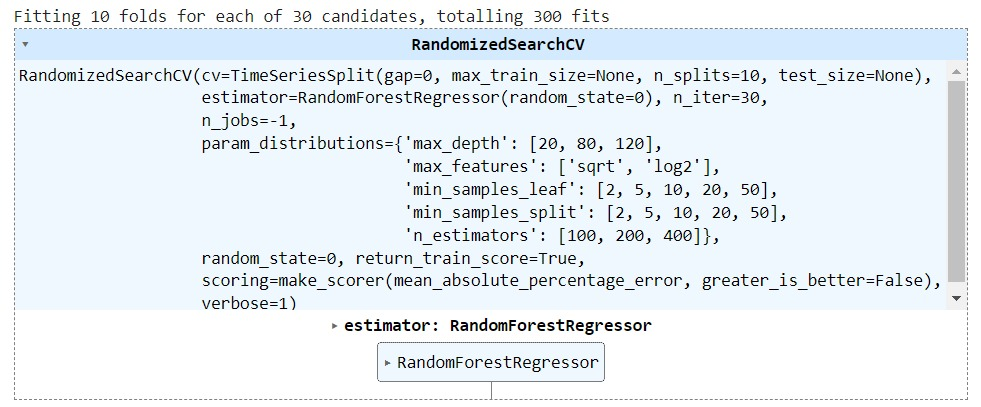 Fitting 10 folds for each of 30 candidates, totalling 300 fits
RandomizedSearchCV
RandomizedSearchCV(cv=TimeSeriesSplit(gap=0, max_train_size=None, n_splits=10, test_size=None),
estimator=RandomForestRegressor(random_state=0), n_iter=30,
n_jobs=-1,
param_distributions={'max_depth': [20, 80, 120],
'max_features': ['sqrt', 'log2'],
'min_samples_leaf': [2, 5, 10, 20, 50],
'min_samples_split': [2, 5, 10, 20, 50],
'n_estimators': [100, 200, 400]},
random_state=0, return_train_score=True,
scoring=make_scorer(mean_absolute_percentage_error, greater_is_better=False),
verbose=1)
estimator: RandomForestRegressor
RandomForestRegressor